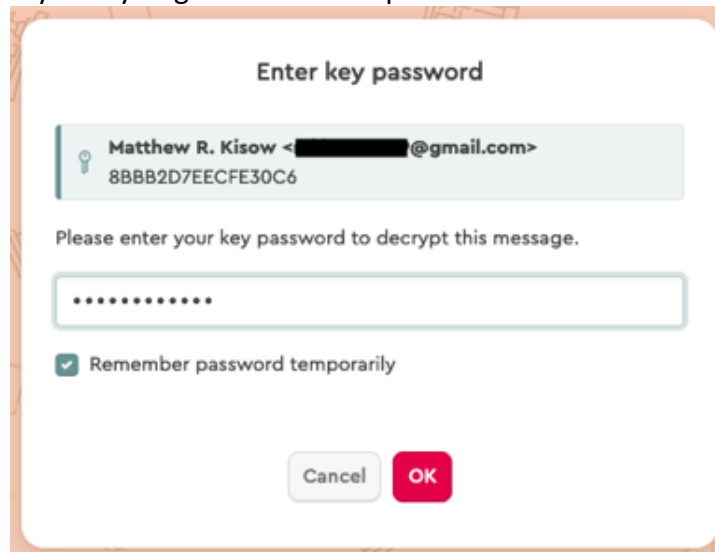 Enter key password
Matthew R. Kisow < @gmail.com>
8BBB2D7EECFE30C6
Please enter your key password to decrypt this message.
••••••••••••
Remember password temporarily
Cancel OK